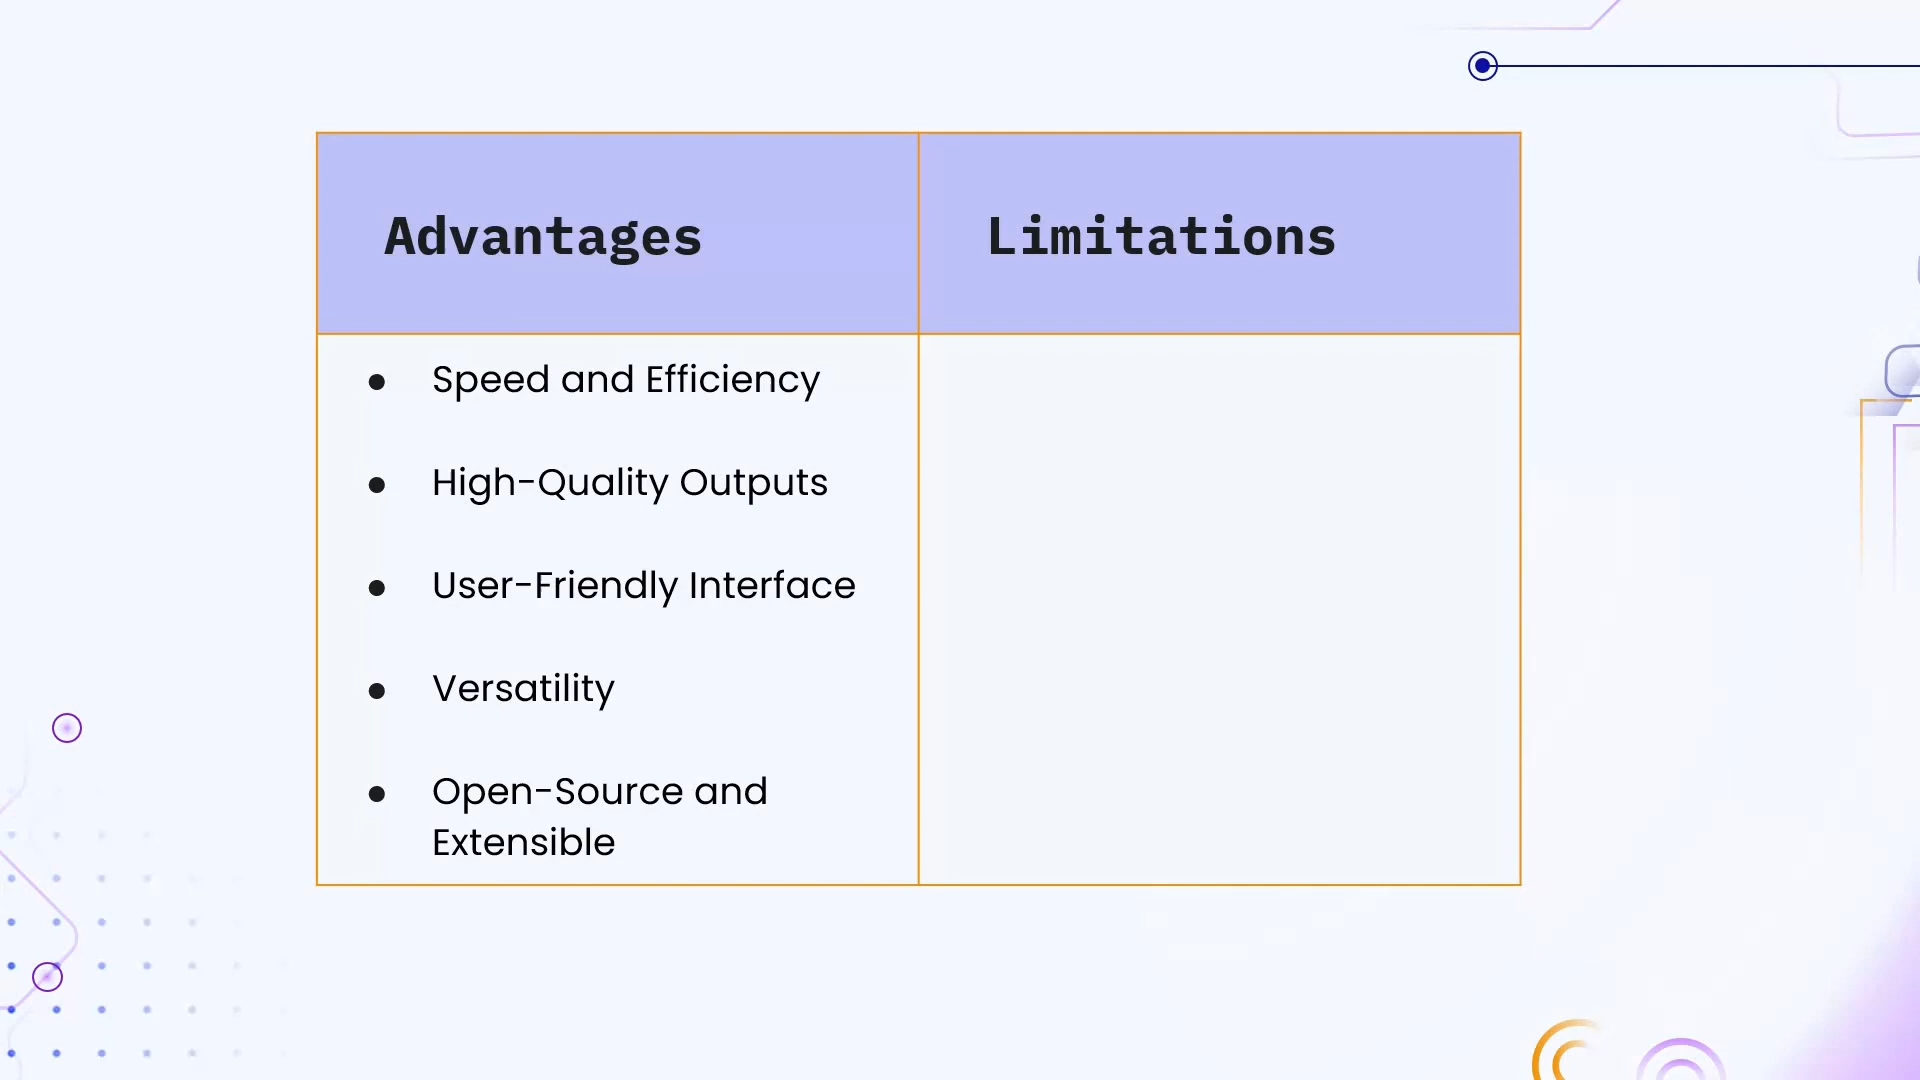 Advantages
Limitations
● Speed and Efficiency
● High-Quality Outputs
● User-Friendly Interface
● Versatility
● Open-Source and
Extensible